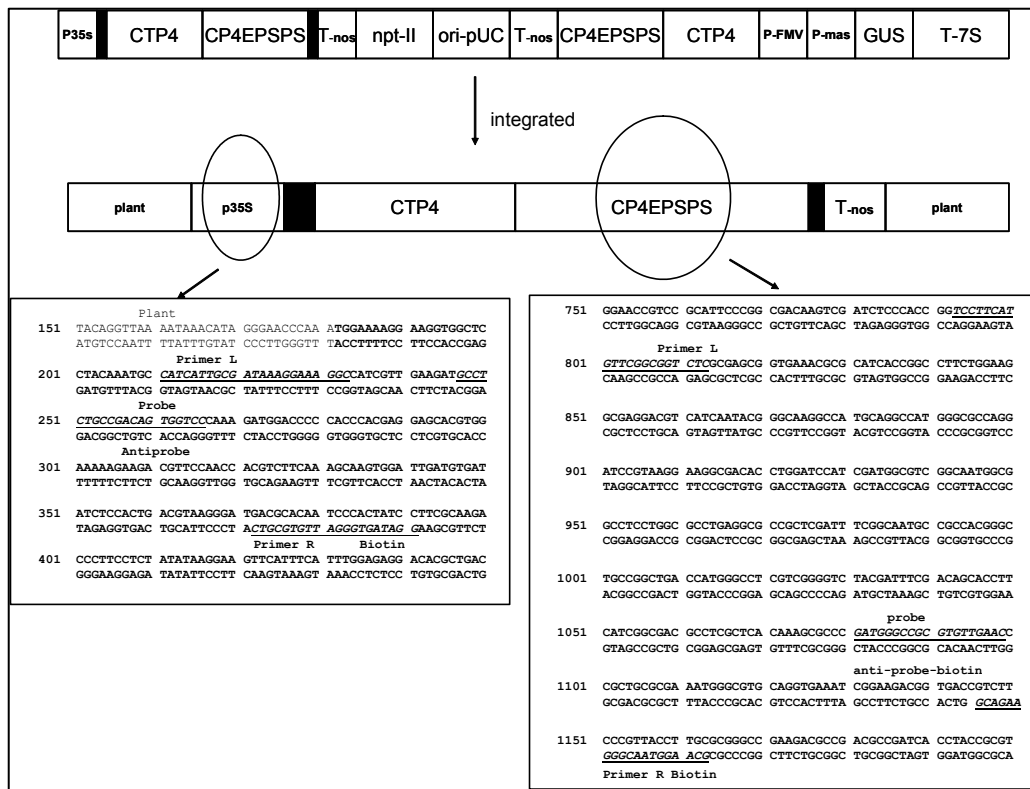 P35s CTP4 CP4EPSPS T-nos npt-II ori-pUC T-nos CP4EPSPS CTP4 P-FMV P-mas GUS T-7S
integrated
plant p35S CTP4 CP4EPSPS T-nos plant
Plant
151 TACAGGTTAA AATAAACATA GGGAACCCAA ATGGAAAAGG AAGGTGGCTC
ATGTCCAATT TTATTTGTAT CCCTTGGGTT TACCTTTTCC TTCCACCGAG
Primer L
201 CTACAAATGC CATCATTGCG ATAAAGGAAA GGCCATCGTT GAAGATGCCT
GATGTTTACG GTAGTAACGC TATTTCCTTT CCGGTAGCAA CTTCTACGGA
Probe
251 CTGCCGACAG TGGTCCCAAA GATGGACCCC CACCCACGAG GAGCACGTGG
GACGGCTGTC ACCAGGGTTT CTACCTGGGG GTGGGTGCTC CTCGTGCACC
Antiprobe
301 AAAAAGAAGA CGTTCCAACC ACGTCTTCAA AGCAAGTGGA TTGATGTGAT
TTTTTCTTCT GCAAGGTTGG TGCAGAAGTT TCGTTCACCT AACTACACTA
351 ATCTCCACTG ACGTAAGGGA TGACGCACAA TCCCACTATC CTTCGCAAGA
TAGAGGTGAC TGCATTCCCT ACTGCGTGTT AGGGTGATAGG AAGCGTTCT
Primer R Biotin
401 CCCTTCCTCT ATATAAGGAA GTTCATTTCA TTTGGAGAGG ACACGCTGAC
GGGAAGGAGA TATATTCCTT CAAGTAAAGT AAACCTCTCC TGTGCGACTG
751 GGAACCGTCC GCATTCCCGG CGACAAGTCG ATCTCCCACC GGTCCTTCAT
CCTTGGCAGG CGTAAGGGCC GCTGTTCAGC TAGAGGGTGG CCAGGAAGTA
Primer L
801 GTTCGGCGGT CTCGCGAGCG GTGAAACGCG CATCACCGGC CTTCTGGAAG
CAAGCCGCCA GAGCGCTCGC CACTTTGCGC GTAGTGGCCG GAAGACCTTC
851 GCGAGGACGT CATCAATACG GGCAAGGCCA TGCAGGCCAT GGGCGCCAGG
CGCTCCTGCA GTAGTTATGC CCGTTCCGGT ACGTCCGGTA CCCGCGGTCC
901 ATCCGTAAGG AAGGCGACAC CTGGATCCAT CGATGGCGTC GGCAATGGCG
TAGGCATTCC TTCCGCTGTG GACCTAGGTA GCTACCGCAG CCGTTACCGC
951 GCCTCCTGGC GCCTGAGGCG CCGCTCGATT TCGGCAATGC CGCCACGGGC
CGGAGGACCG CGGACTCCGC GGCGAGCTAA AGCCGTTACG GCGGTGCCCG
1001 TGCCGGCTGA CCATGGGCCT CGTCGGGGTC TACGATTTCG ACAGCACCTT
ACGGCCGACT GGTACCCGGA GCAGCCCCAG ATGCTAAAGC TGTCGTGGAA
probe
1051 CATCGGCGAC GCCTCGCTCA CAAAGCGCCC GATGGGCCGC GTGTTGAACC
GTAGCCGCTG CGGAGCGAGT GTTTCGCGGG CTACCCGGCG CACAACTTGG
anti-probe-biotin
1101 CGCTGCGCGA AATGGGCGTG CAGGTGAAAT CGGAAGACGG TGACCGTCTT
GCGACGCGCT TTACCCGCAC GTCCACTTTA GCCTTCTGCC ACTG GCAGAA
1151 CCCGTTACCT TGCGCGGGCC GAAGACGCCG ACGCCGATCA CCTACCGCGT
GGGCAATGGA ACGCGCCCGG CTTCTGCGGC TGCGGCTAGT GGATGGCGCA
Primer R Biotin